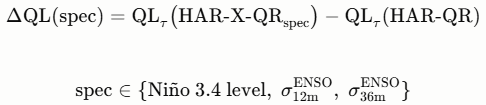 ΔQL(spec) = QL_τ(HAR-X-QR_spec) − QL_τ(HAR-QR)
spec ∈ {Niño 3.4 level, σ_12m^ENSO, σ_36m^ENSO}